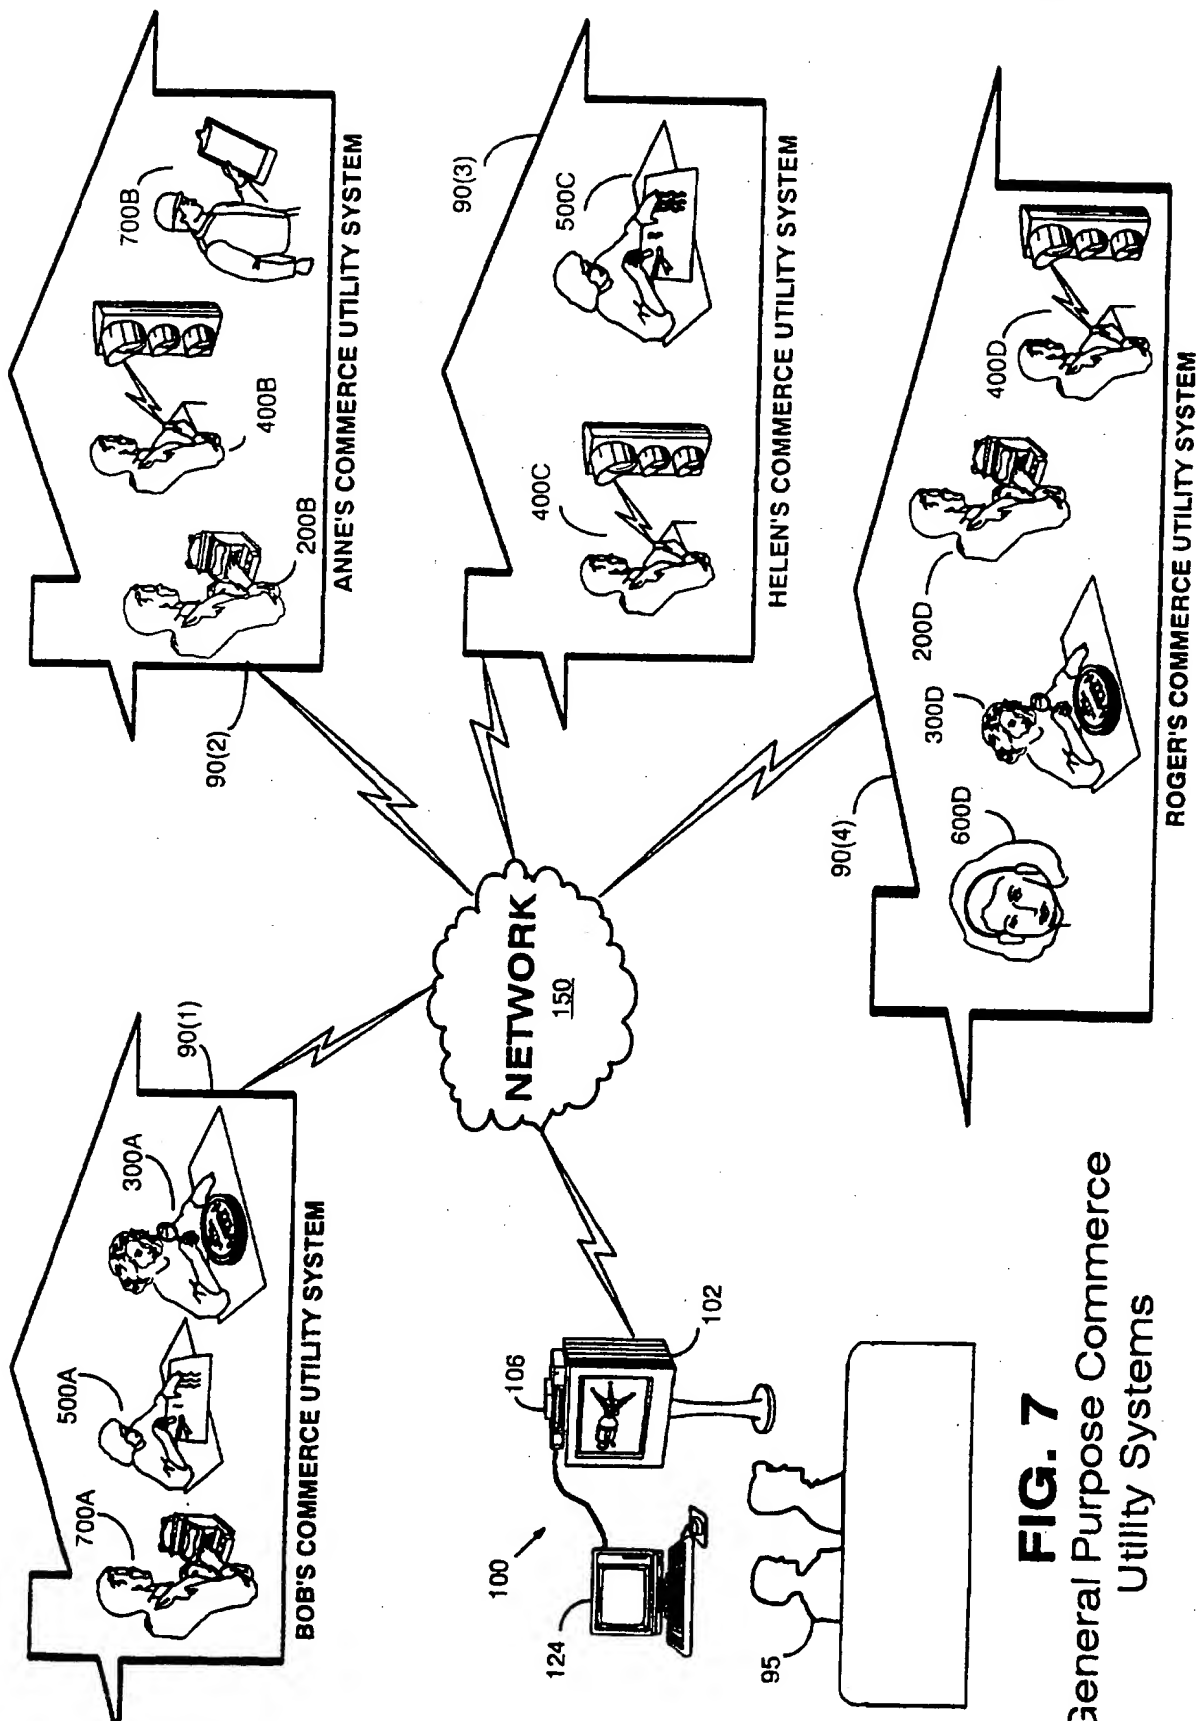 700A
500A
300A
90(1)
BOB'S COMMERCE UTILITY SYSTEM
90(2)
200B
400B
700B
ANNE'S COMMERCE UTILITY SYSTEM
124
100
106
102
NETWORK
150
400C
500C
90(3)
HELEN'S COMMERCE UTILITY SYSTEM
95
90(4)
600D
300D
200D
400D
ROGER'S COMMERCE UTILITY SYSTEM
FIG. 7
General Purpose Commerce
Utility Systems